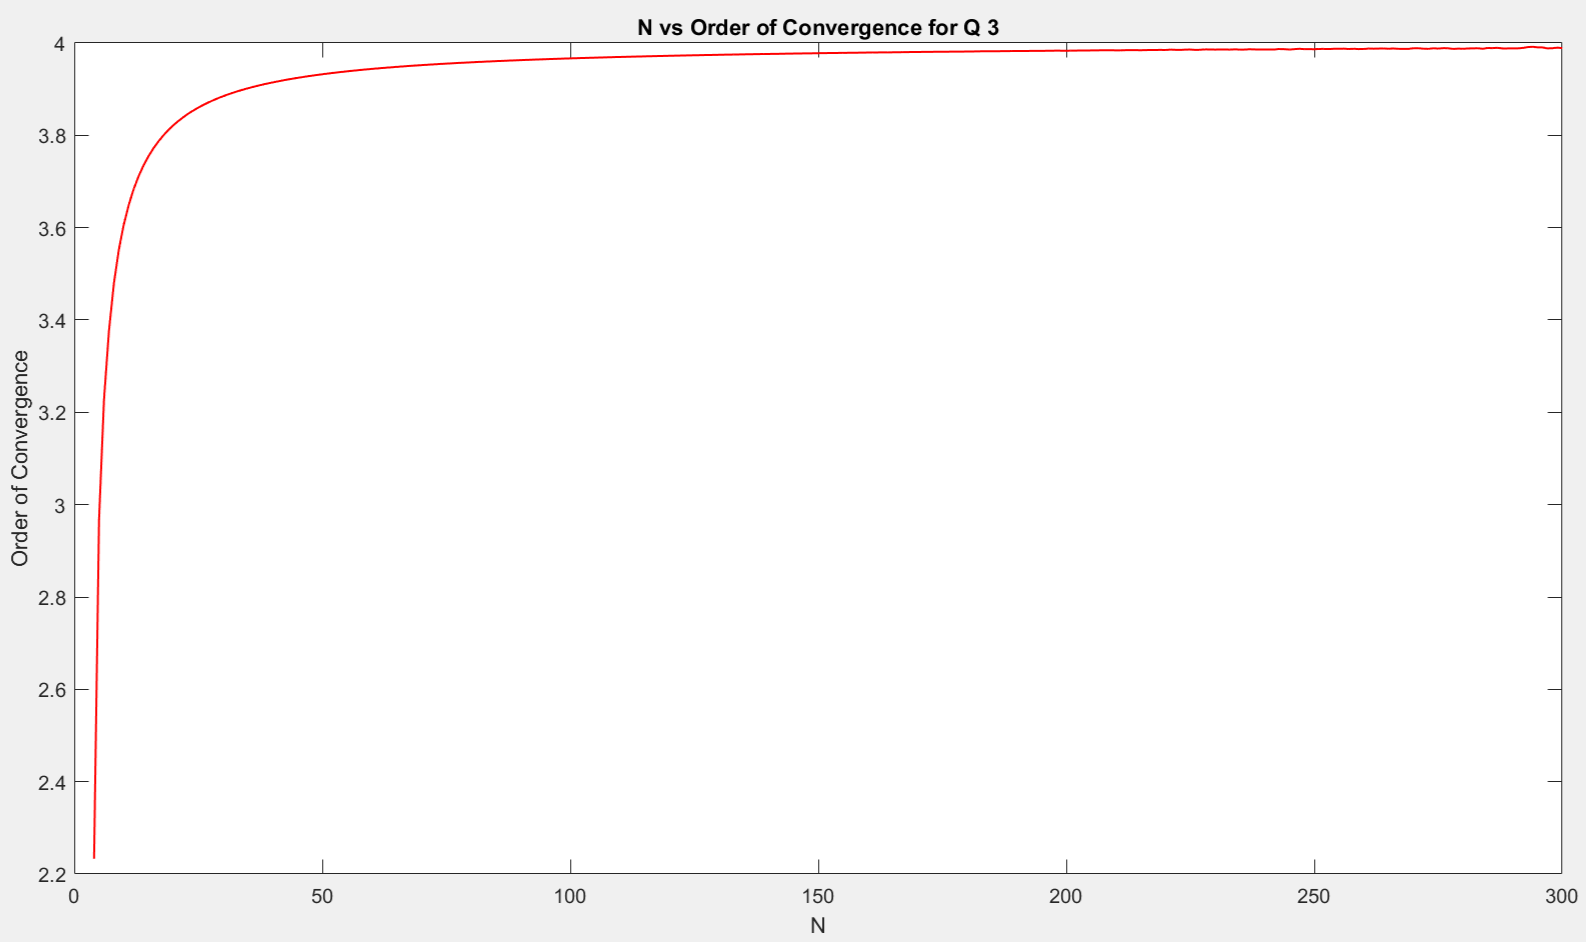 N vs Order of Convergence for Q 3
4
3.8
3.6
3.4
3.2
3
2.8
2.6
2.4
2.2
Order of Convergence
0 50 100 150 200 250 300
N